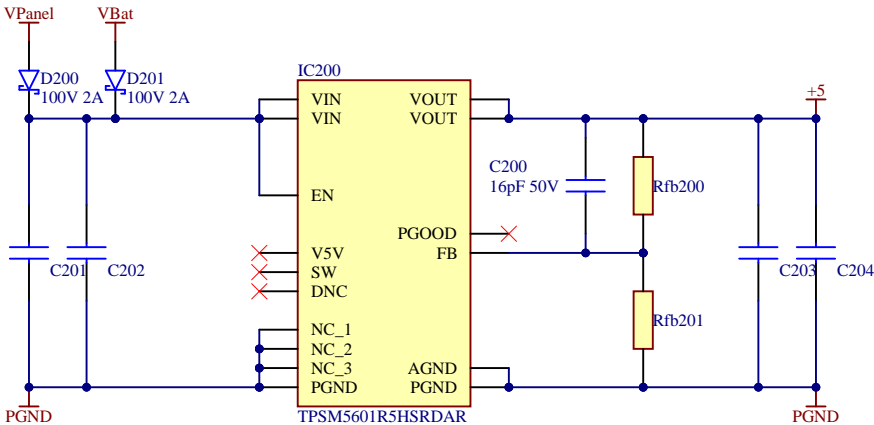 VPanel
VBat
D200
100V 2A
D201
100V 2A
IC200
VIN
VIN
EN
V5V
SW
DNC
NC_1
NC_2
NC_3
PGND
VOUT
VOUT
PGOOD
FB
AGND
PGND
TPSM5601R5HSRDAR
C200
16pF 50V
Rfb200
Rfb201
+5
C201
C202
C203
C204
PGND
PGND